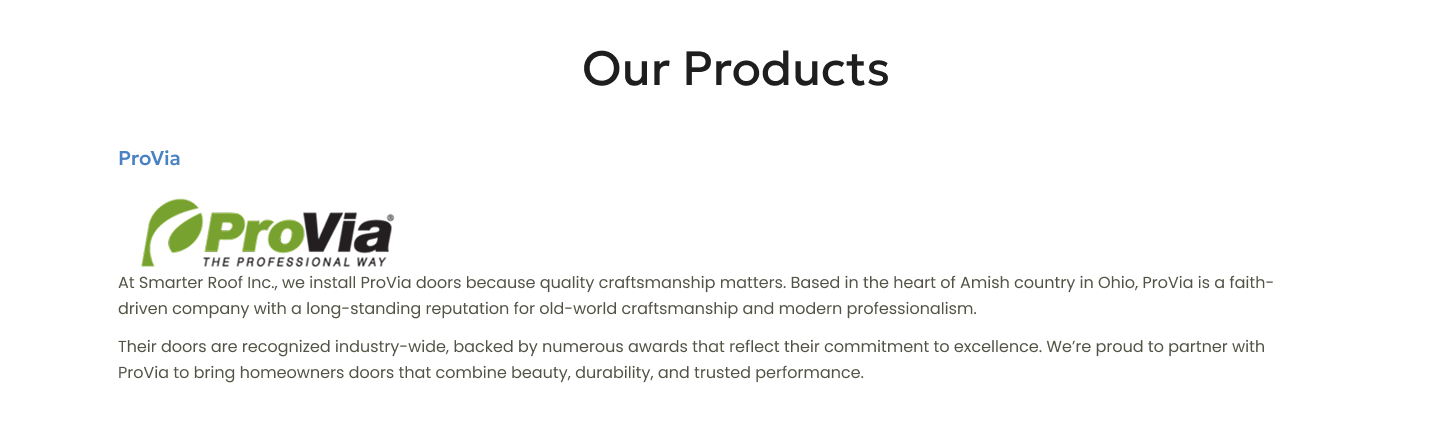 Our Products
ProVia
ProVia®
THE PROFESSIONAL WAY
At Smarter Roof Inc., we install ProVia doors because quality craftsmanship matters. Based in the heart of Amish country in Ohio, ProVia is a faith-
driven company with a long-standing reputation for old-world craftsmanship and modern professionalism.
Their doors are recognized industry-wide, backed by numerous awards that reflect their commitment to excellence. We’re proud to partner with
ProVia to bring homeowners doors that combine beauty, durability, and trusted performance.